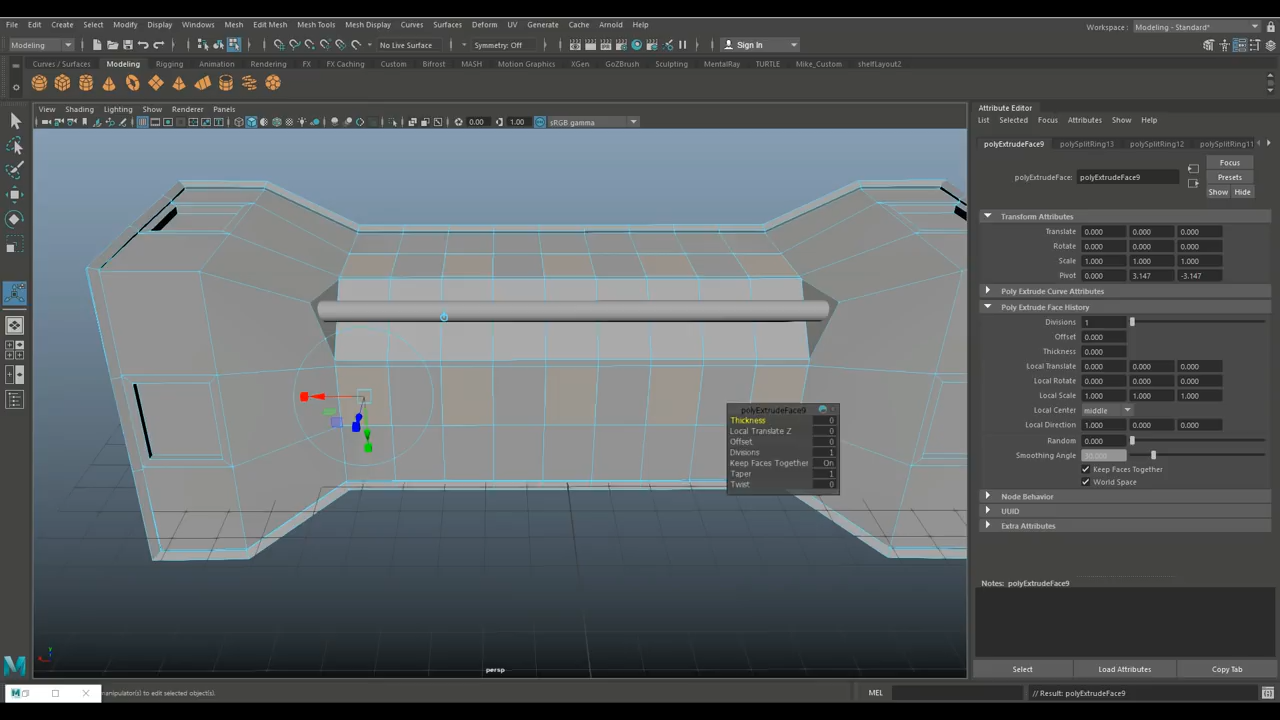 File Edit Create Select Modify Display Windows Mesh Edit Mesh Mesh Tools Mesh Display Curves Surfaces Deform UV Generate Cache Arnold Help
Workspace: Modeling - Standard*
Modeling No Live Surface Symmetry: Off Sign In
Curves / Surfaces Modeling Rigging Animation Rendering FX FX Caching Custom Bifrost MASH Motion Graphics XGen GoZBrush Sculpting MentalRay TURTLE Mike_Custom shelfLayout2
View Shading Lighting Show Renderer Panels
0.00 1.00 sRGB gamma
polyExtrudeFace9
Thickness 0
Local Translate Z 0
Offset 0
Divisions 1
Keep Faces Together On
Taper 1
Twist 0
persp
Attribute Editor
List Selected Focus Attributes Show Help
polyExtrudeFace9 polySplitRing13 polySplitRing12 polySplitRing11
Focus
polyExtrudeFace: polyExtrudeFace9 Presets
Show Hide
Transform Attributes
Translate 0.000 0.000 0.000
Rotate 0.000 0.000 0.000
Scale 1.000 1.000 1.000
Pivot 0.000 3.147 -3.147
Poly Extrude Curve Attributes
Poly Extrude Face History
Divisions 1
Offset 0.000
Thickness 0.000
Local Translate 0.000 0.000 0.000
Local Rotate 0.000 0.000 0.000
Local Scale 1.000 1.000 1.000
Local Center middle
Local Direction 1.000 0.000 0.000
Random 0.000
Smoothing Angle 30.000
Keep Faces Together
World Space
Node Behavior
UUID
Extra Attributes
Notes: polyExtrudeFace9
Select Load Attributes Copy Tab
manipulator(s) to edit selected object(s). MEL // Result: polyExtrudeFace9